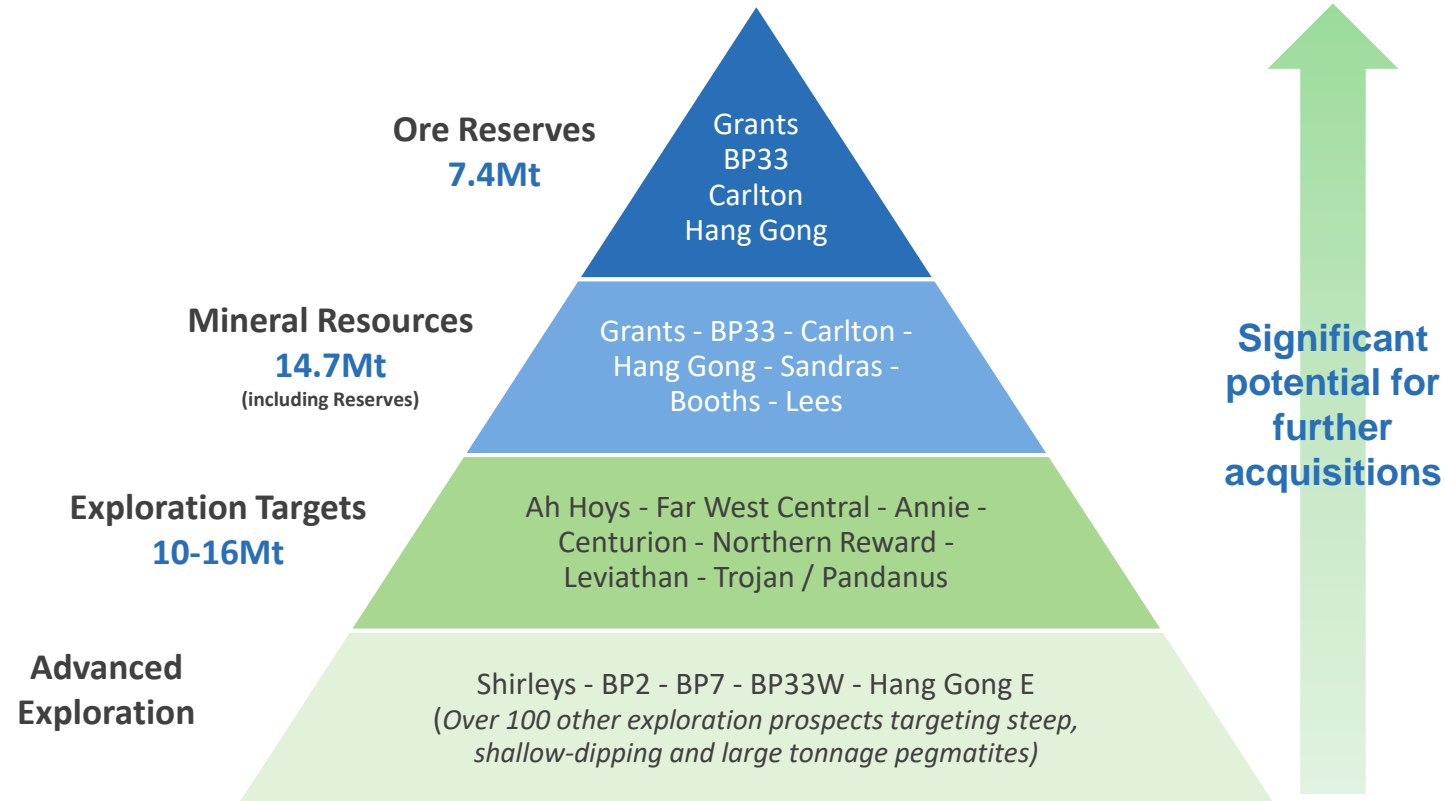 Ore Reserves
7.4Mt
Grants
BP33
Carlton
Hang Gong
Mineral Resources
14.7Mt
(including Reserves)
Grants - BP33 - Carlton -
Hang Gong - Sandras -
Booths - Lees
Exploration Targets
10-16Mt
Ah Hoys - Far West Central - Annie -
Centurion - Northern Reward -
Leviathan - Trojan / Pandanus
Advanced
Exploration
Shirleys - BP2 - BP7 - BP33W - Hang Gong E
(Over 100 other exploration prospects targeting steep,
shallow-dipping and large tonnage pegmatites)
Significant
potential for
further
acquisitions